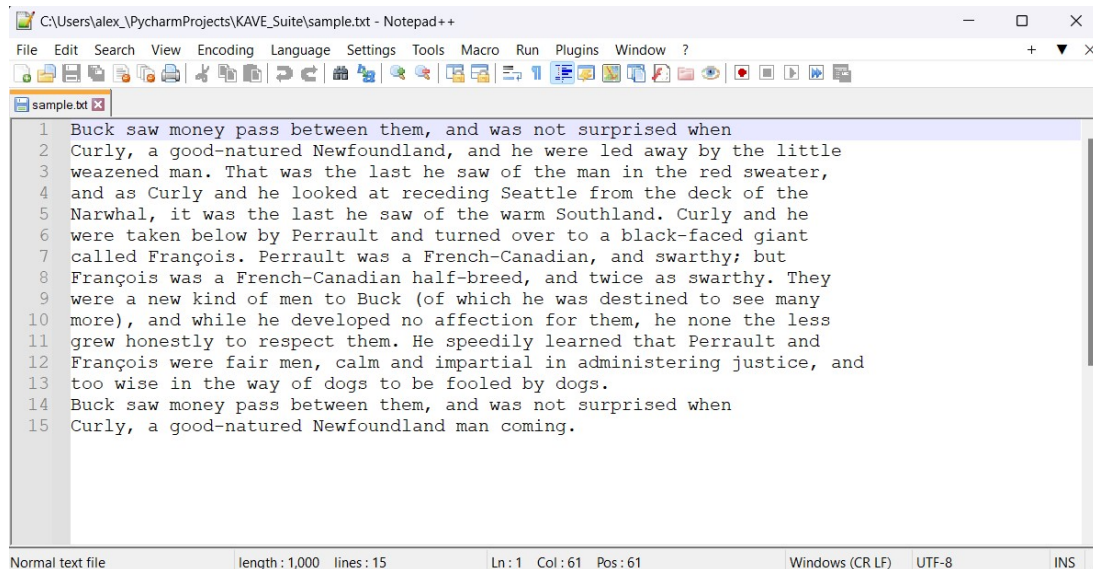 C:\Users\alex_\PycharmProjects\KAVE_Suite\sample.txt - Notepad++
File Edit Search View Encoding Language Settings Tools Macro Run Plugins Window ? + ▼ X
sample.txt
1 Buck saw money pass between them, and was not surprised when
2 Curly, a good-natured Newfoundland, and he were led away by the little
3 weazened man. That was the last he saw of the man in the red sweater,
4 and as Curly and he looked at receding Seattle from the deck of the
5 Narwhal, it was the last he saw of the warm Southland. Curly and he
6 were taken below by Perrault and turned over to a black-faced giant
7 called François. Perrault was a French-Canadian, and swarthy; but
8 François was a French-Canadian half-breed, and twice as swarthy. They
9 were a new kind of men to Buck (of which he was destined to see many
10 more), and while he developed no affection for them, he none the less
11 grew honestly to respect them. He speedily learned that Perrault and
12 François were fair men, calm and impartial in administering justice, and
13 too wise in the way of dogs to be fooled by dogs.
14 Buck saw money pass between them, and was not surprised when
15 Curly, a good-natured Newfoundland man coming.
Normal text file length : 1,000 lines : 15 Ln : 1 Col : 61 Pos : 61 Windows (CR LF) UTF-8 INS